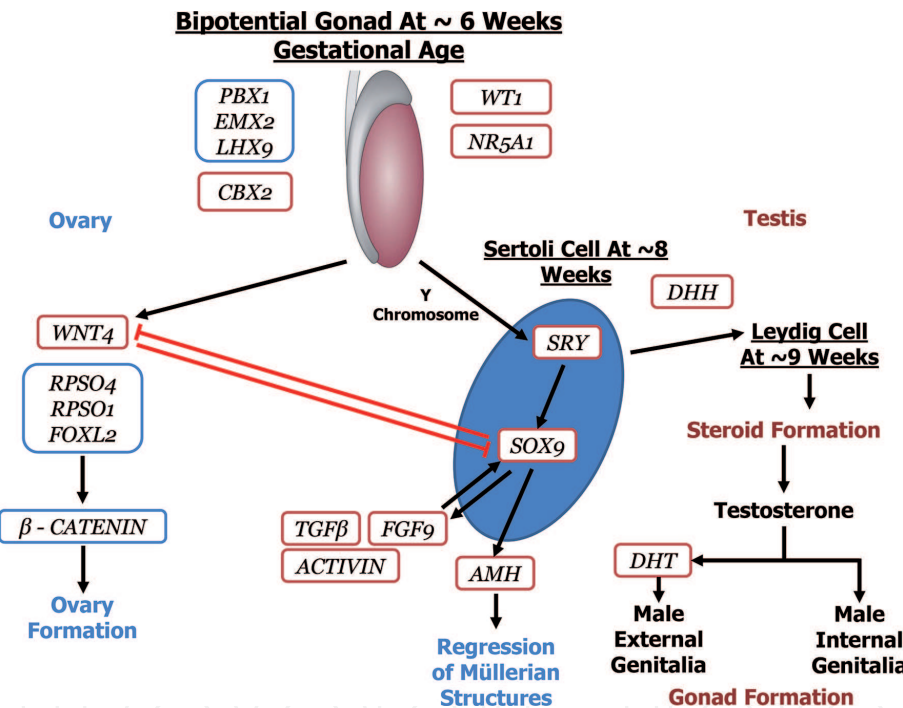 Bipotential Gonad At ~ 6 Weeks
Gestational Age
PBX1
EMX2
LHX9
CBX2
WT1
NR5A1
Ovary
Testis
Sertoli Cell At ~8
Weeks
DHH
Y
Chromosome
WNT4
SRY
Leydig Cell
At ~9 Weeks
RPSO4
RPSO1
FOXL2
SOX9
Steroid Formation
β - CATENIN
TGFβ
FGF9
ACTIVIN
AMH
Testosterone
DHT
Ovary
Formation
Regression
of Müllerian
Structures
Male
External
Genitalia
Male
Internal
Genitalia
Gonad Formation